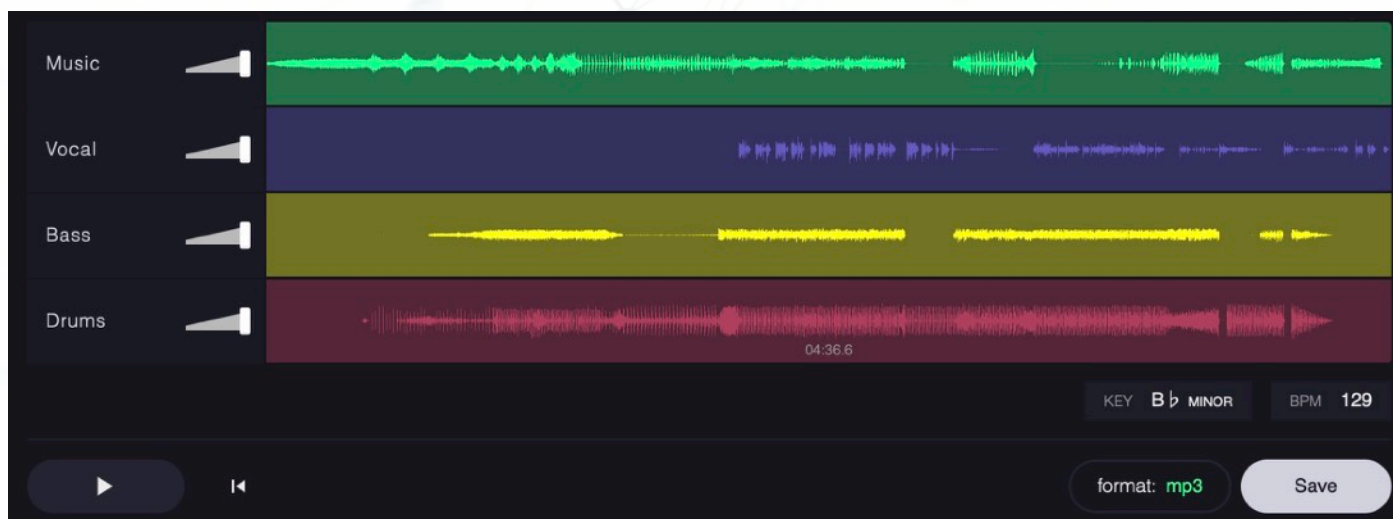 Music
Vocal
Bass
Drums
04:36.6
KEY B♭ MINOR BPM 129
format: mp3 Save